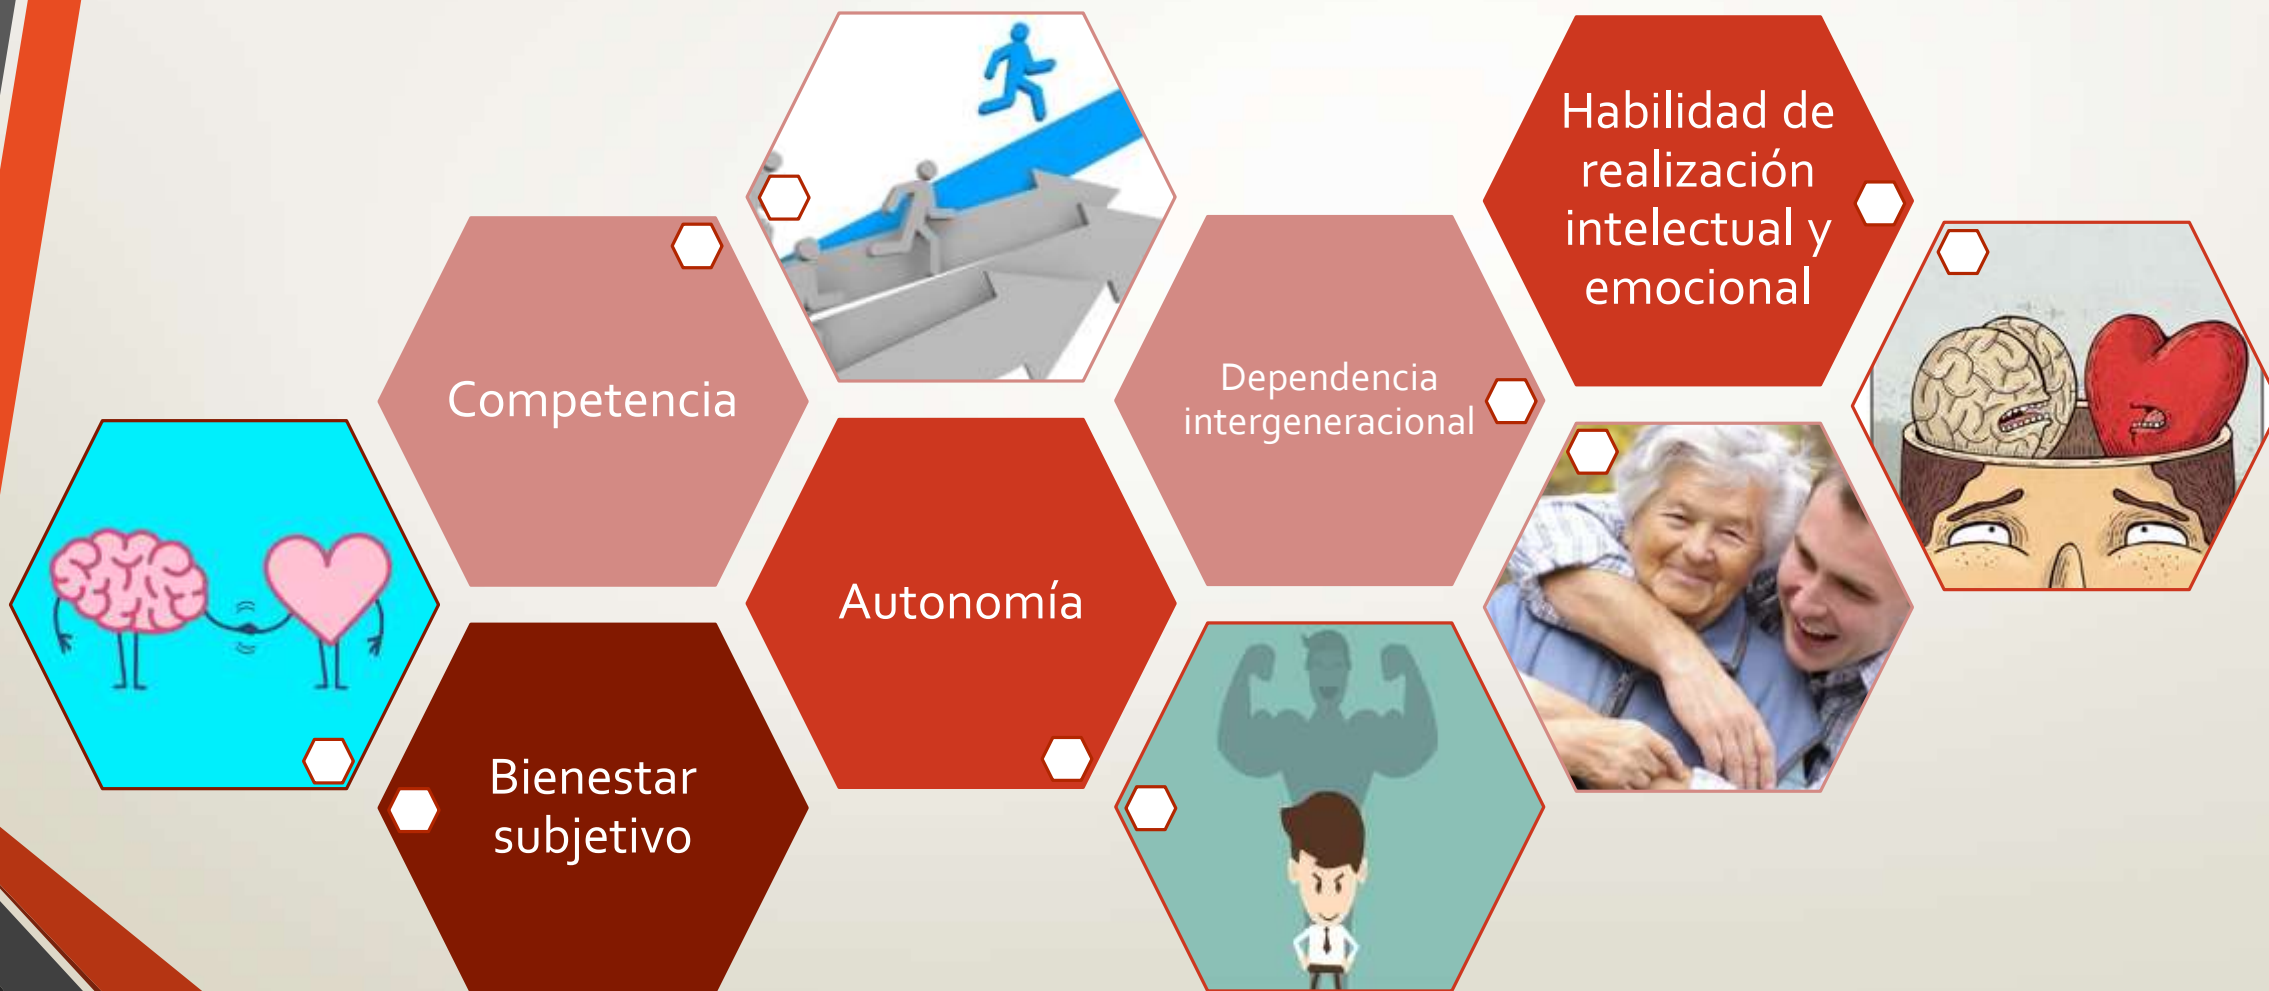 Competencia
Bienestar
subjetivo
Autonomía
Dependencia
intergeneracional
Habilidad de
realización
intelectual y
emocional